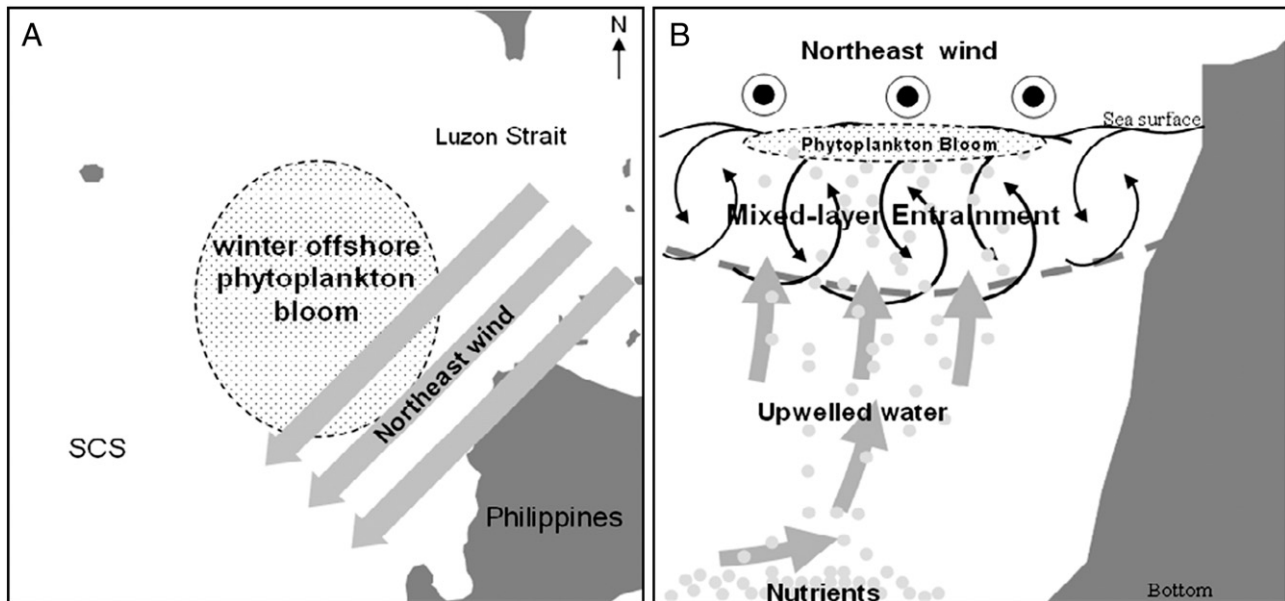 A
N
Luzon Strait
winter offshore
phytoplankton
bloom
Northeast wind
SCS
Philippines
B
Northeast wind
Sea surface
Phytoplankton Bloom
Mixed-layer Entrainment
Upwelled water
Nutrients
Bottom